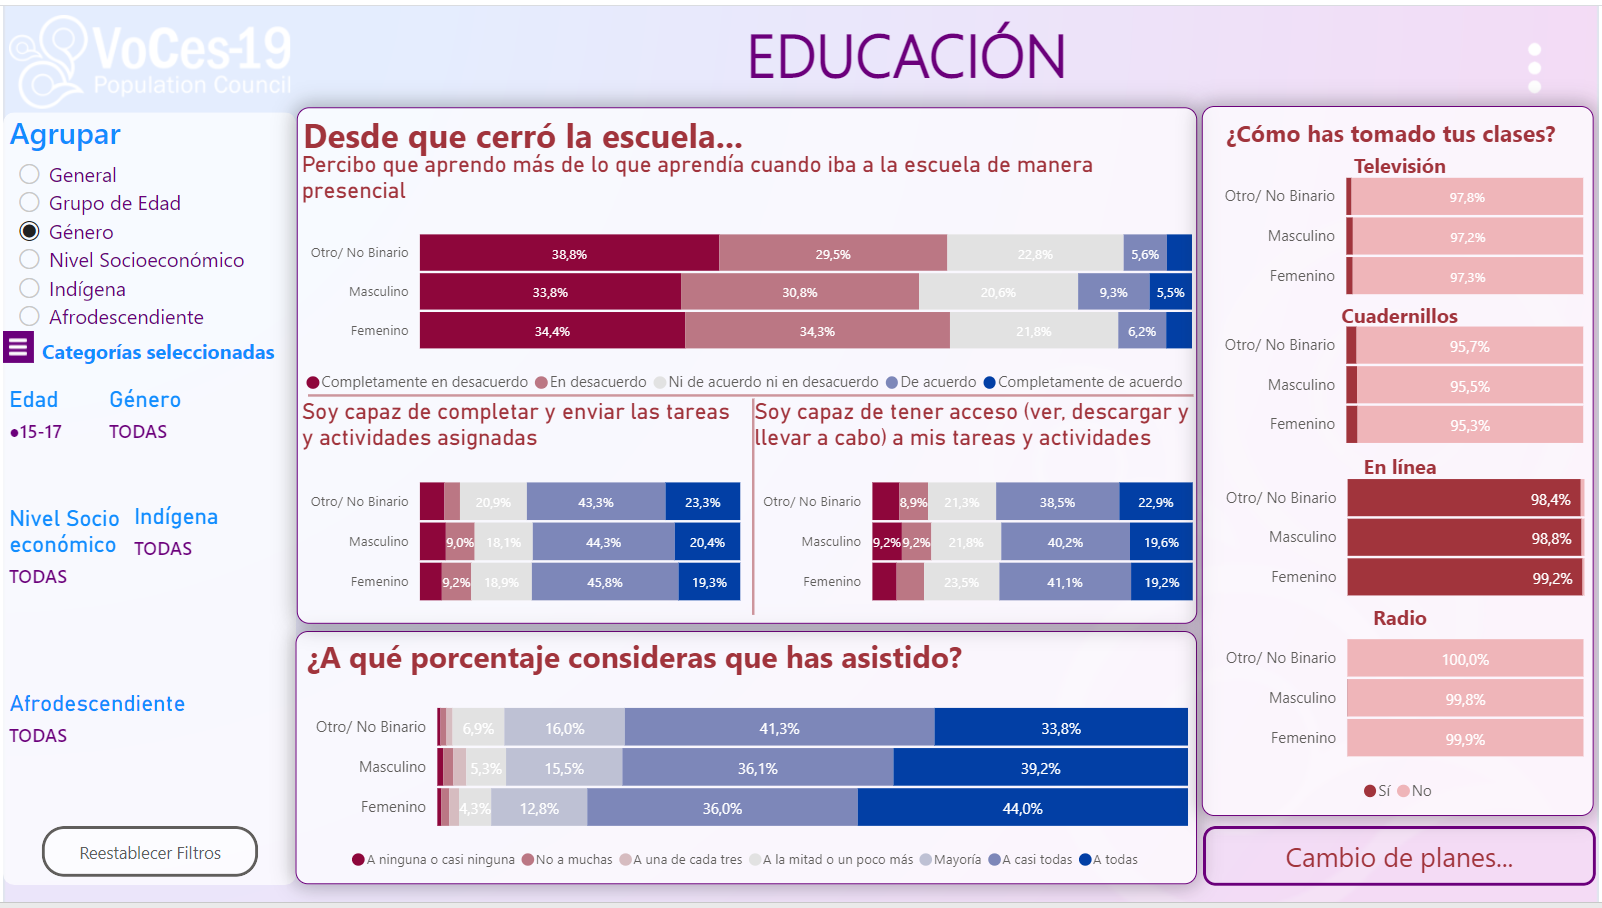 VoCes-19
Population Council
EDUCACIÓN
Agrupar
General
Grupo de Edad
Género
Nivel Socioeconómico
Indígena
Afrodescendiente
Categorías seleccionadas
Edad
●15-17
Género
TODAS
Nivel Socio
económico
TODAS
Indígena
TODAS
Afrodescendiente
TODAS
Reestablecer Filtros
Desde que cerró la escuela...
Percibo que aprendo más de lo que aprendía cuando iba a la escuela de manera
presencial
Otro/ No Binario 38,8% 29,5% 22,8% 5,6%
Masculino 33,8% 30,8% 20,6% 9,3% 5,5%
Femenino 34,4% 34,3% 21,8% 6,2%
Completamente en desacuerdo En desacuerdo Ni de acuerdo ni en desacuerdo De acuerdo Completamente de acuerdo
Soy capaz de completar y enviar las tareas
y actividades asignadas
Otro/ No Binario 20,9% 43,3% 23,3%
Masculino 9,0% 18,1% 44,3% 20,4%
Femenino 9,2% 18,9% 45,8% 19,3%
Soy capaz de tener acceso (ver, descargar y
llevar a cabo) a mis tareas y actividades
Otro/ No Binario 8,9% 21,3% 38,5% 22,9%
Masculino 9,2% 9,2% 21,8% 40,2% 19,6%
Femenino 23,5% 41,1% 19,2%
¿A qué porcentaje consideras que has asistido?
Otro/ No Binario 6,9% 16,0% 41,3% 33,8%
Masculino 5,3% 15,5% 36,1% 39,2%
Femenino 4,3% 12,8% 36,0% 44,0%
A ninguna o casi ninguna No a muchas A una de cada tres A la mitad o un poco más Mayoría A casi todas A todas
¿Cómo has tomado tus clases?
Televisión
Otro/ No Binario 97,8%
Masculino 97,2%
Femenino 97,3%
Cuadernillos
Otro/ No Binario 95,7%
Masculino 95,5%
Femenino 95,3%
En línea
Otro/ No Binario 98,4%
Masculino 98,8%
Femenino 99,2%
Radio
Otro/ No Binario 100,0%
Masculino 99,8%
Femenino 99,9%
Sí No
Cambio de planes...